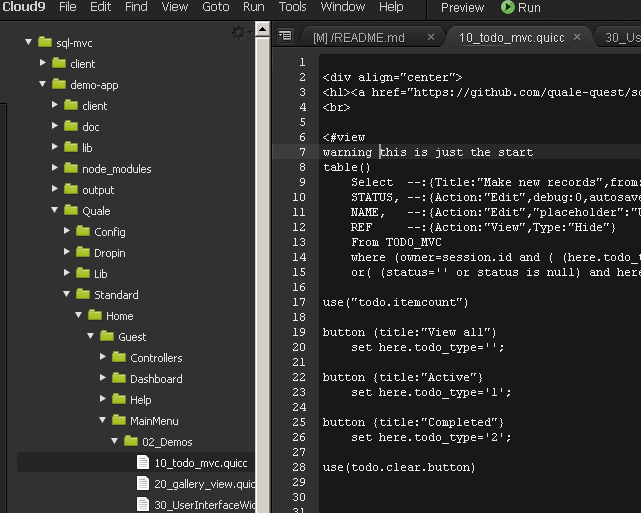 Cloud9 File Edit Find View Goto Run Tools Window Help Preview Run
[M] /README.md × 10_todo_mvc.quicc × 30_Us
sql-mvc
client
demo-app
client
doc
lib
node_modules
output
Quale
Config
Dropin
Lib
Standard
Home
Guest
Controllers
Dashboard
Help
MainMenu
02_Demos
10_todo_mvc.quicc
20_gallery_view.quic
30_UserInterfaceWid
1
2 <div align="center">
3 <h1><a href="https://github.com/quale-quest/sq
4 <br>
5
6 <#view
7 warning this is just the start
8 table()
9 Select --:{Title:"Make new records",from:
10 STATUS, --:{Action:"Edit",debug:0,autosave
11 NAME, --:{Action:"Edit","placeholder":"U
12 REF --:{Action:"View",Type:"Hide"}
13 From TODO_MVC
14 where (owner=session.id and ( (here.todo_t
15 or( (status='' or status is null) and here
16
17 use("todo.itemcount")
18
19 button (title:"View all")
20 set here.todo_type='';
21
22 button {title:"Active"}
23 set here.todo_type='1';
24
25 button {title:"Completed"}
26 set here.todo_type='2';
27
28 use(todo.clear.button)
29
30
31